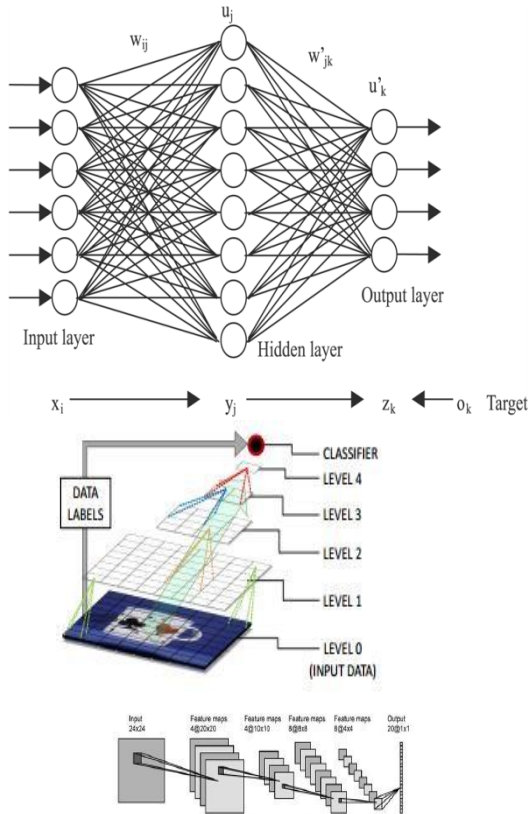 u_j
w_ij
w'_jk
u'_k
Output layer
Input layer
Hidden layer
x_i y_j z_k o_k Target
CLASSIFIER
LEVEL 4
DATA
LABELS
LEVEL 3
LEVEL 2
LEVEL 1
LEVEL 0
(INPUT DATA)
Input Feature maps Feature maps Feature maps Feature maps Output
24x24 4@20x20 4@10x10 8@8x8 8@4x4 20@1x1